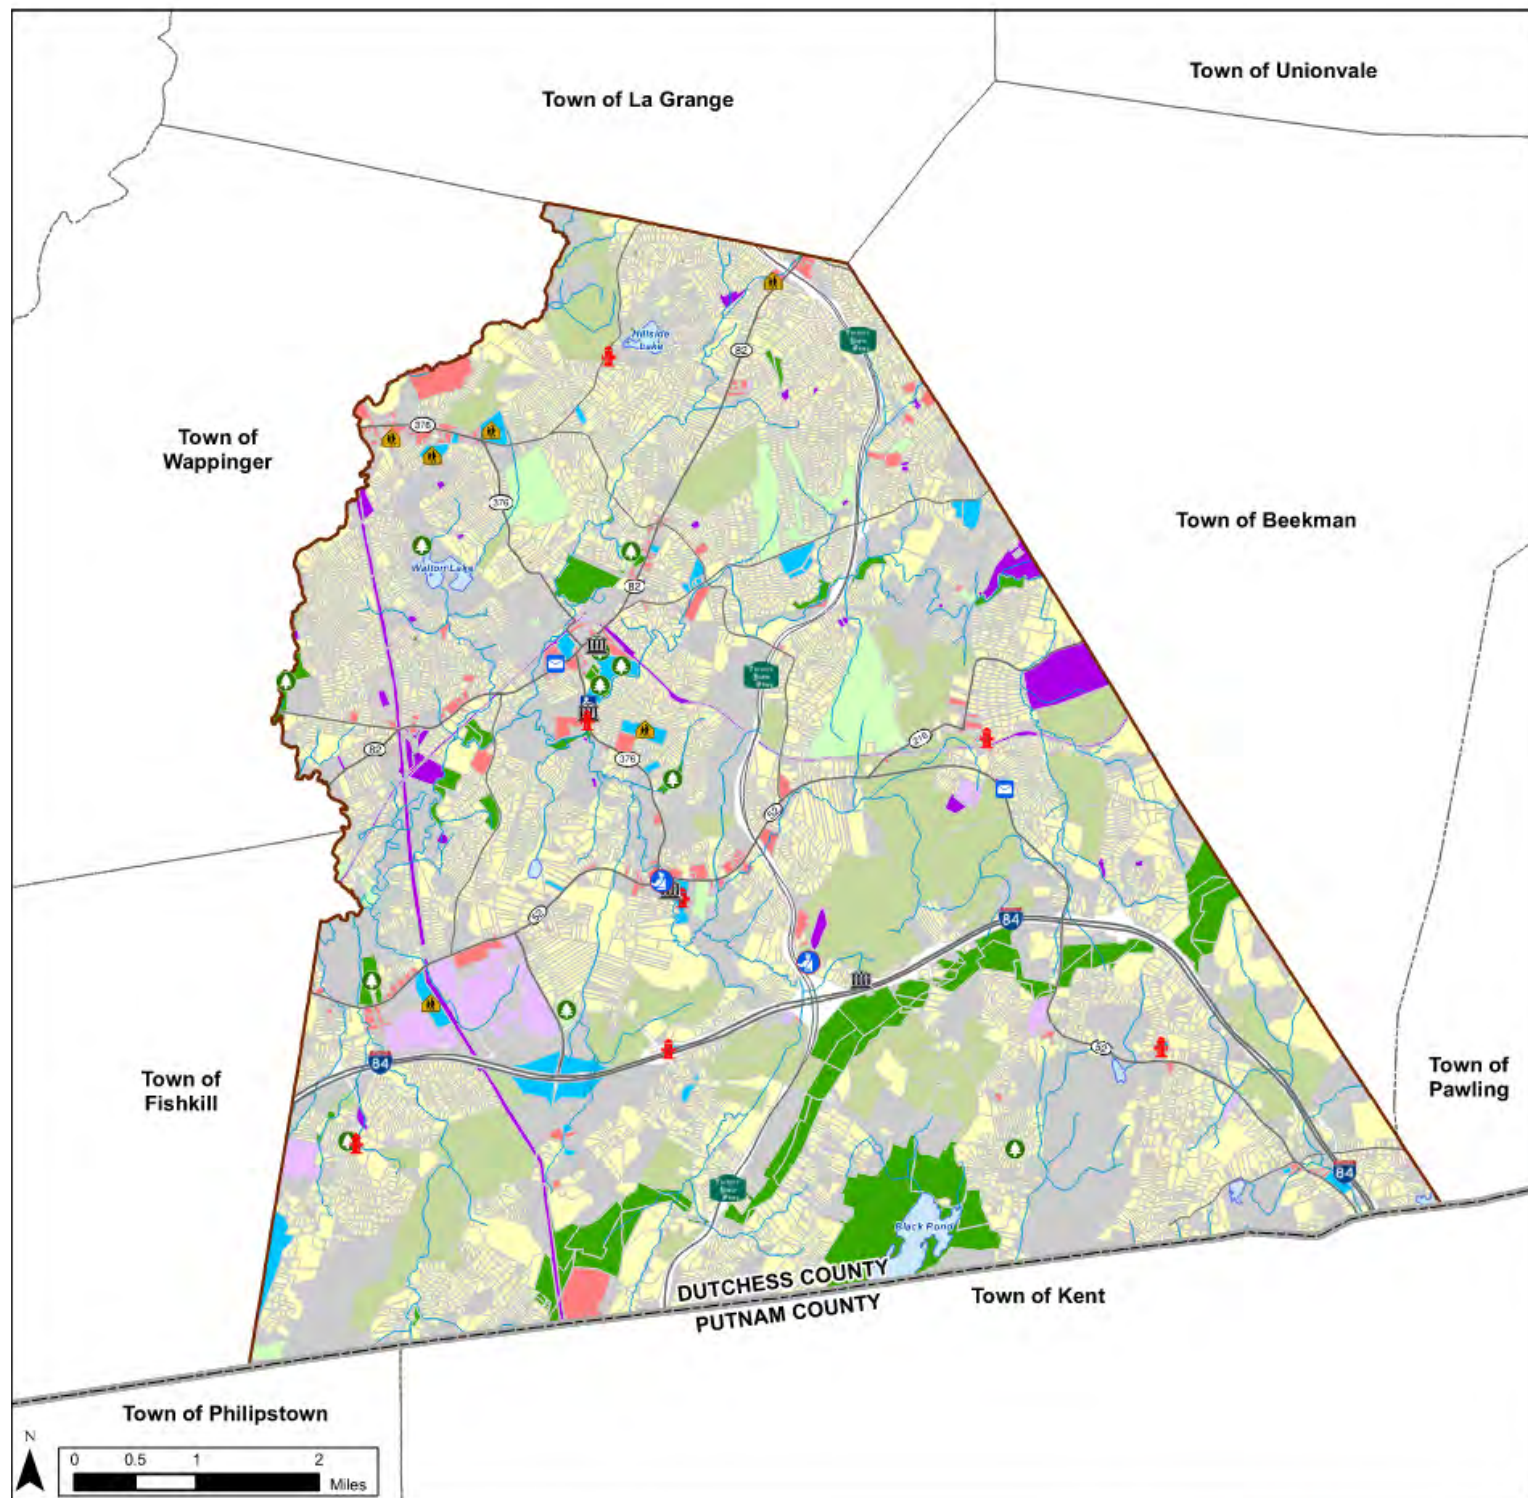 Town of Unionvale
Town of La Grange
Hillside
Lake
82
376
Town of
Wappinger
376
Town of Beekman
Walton Lake
82
216
82
376
52
52
84
Town of
Fishkill
84
52
Town of
Pawling
84
Black Pond
DUTCHESS COUNTY
PUTNAM COUNTY
Town of Kent
Town of Philipstown
N
0 0.5 1 2
Miles